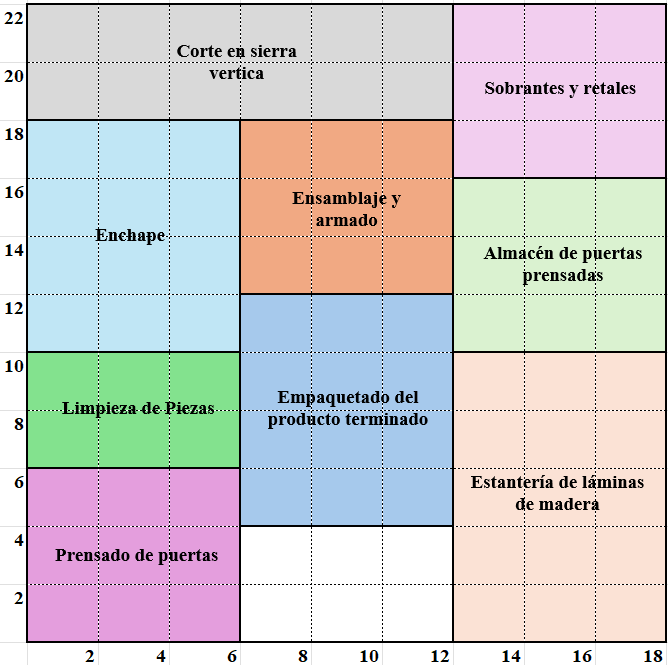 22
Corte en sierra
vertica
20
Sobrantes y retales
18
16
Ensamblaje y
armado
Enchape
14
Almacén de puertas
prensadas
12
10
Limpieza de Piezas
Empaquetado del
producto terminado
8
6
Estantería de láminas
de madera
4
Prensado de puertas
2
2 4 6 8 10 12 14 16 18